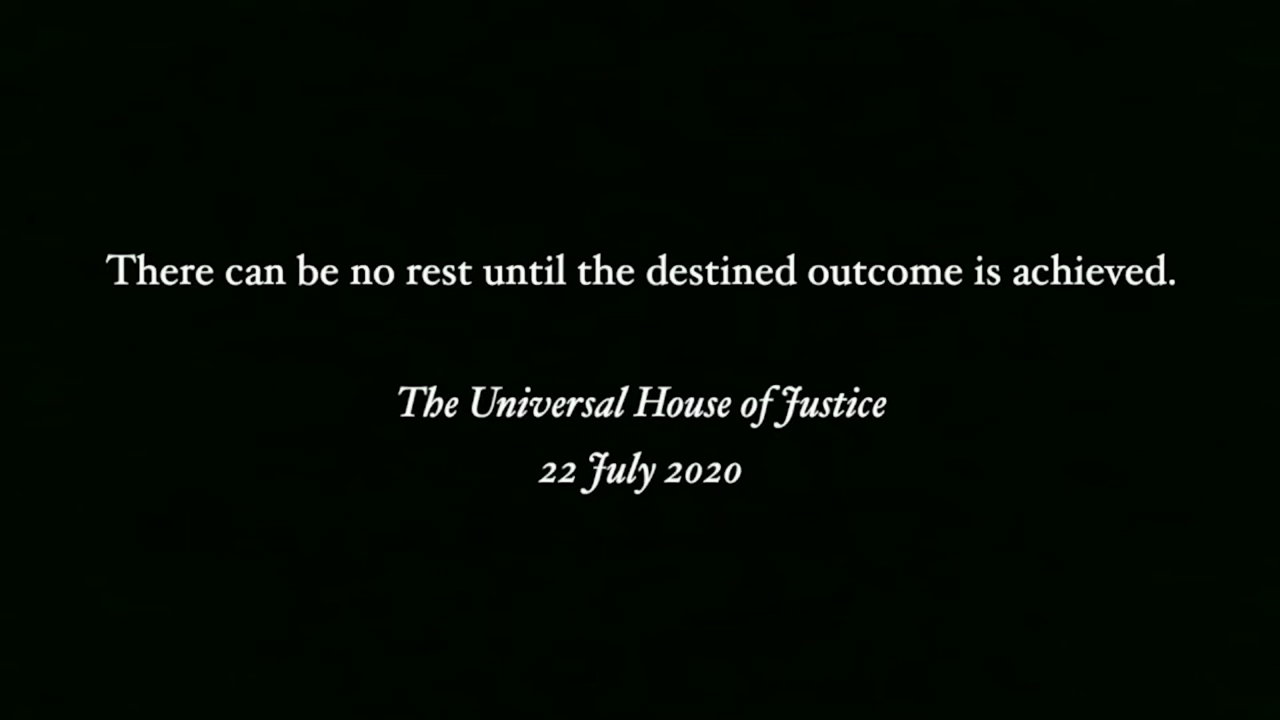 There can be no rest until the destined outcome is achieved.
The Universal House of Justice
22 July 2020